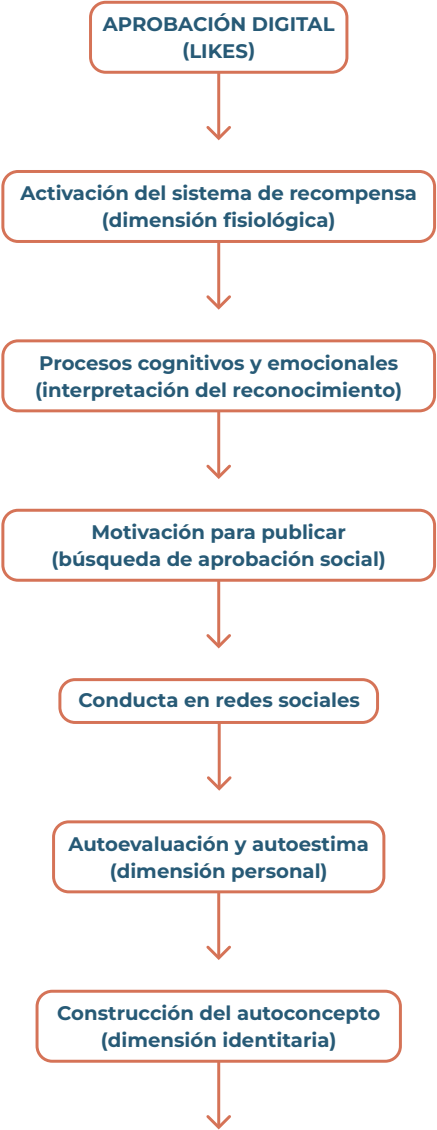 APROBACIÓN DIGITAL
(LIKES)
Activación del sistema de recompensa
(dimensión fisiológica)
Procesos cognitivos y emocionales
(interpretación del reconocimiento)
Motivación para publicar
(búsqueda de aprobación social)
Conducta en redes sociales
Autoevaluación y autoestima
(dimensión personal)
Construcción del autoconcepto
(dimensión identitaria)